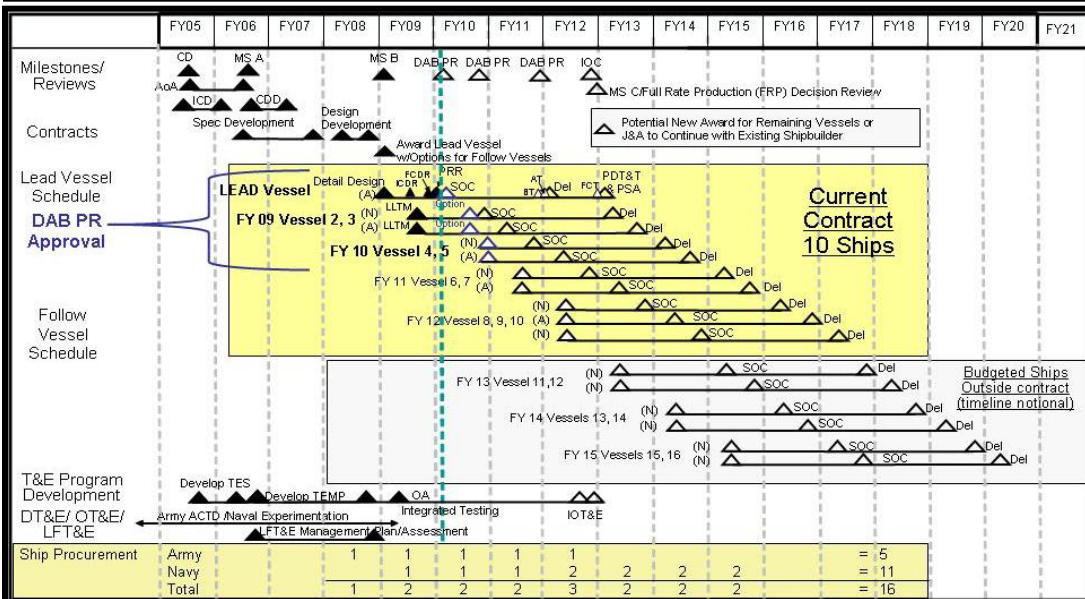 FY05 FY06 FY07 FY08 FY09 FY10 FY11 FY12 FY13 FY14 FY15 FY17 FY18 FY19 FY20 FY21
Milestones/
Reviews
CD MS A MS B DAB PR DAB PR DAB PR IOC
AoA
MS C/Full Rate Production (FRP) Decision Review
ICD CDD
Contracts
Spec Development
Design
Development
Award Lead Vessel
w/Options for Follow Vessels
Potential New Award for Remaining Vessels or
J&A to Continue with Existing Shipbuilder
Lead Vessel
Schedule
DAB PR
Approval
LEAD Vessel Detail Design (A) ICDR FCDR PRR SOC BT AT Del FCT PDT&T
& PSA
Current
Contract
10 Ships
FY 09 Vessel 2, 3 (N) LLTM Option SOC Del
(A) LLTM Option SOC Del
FY 10 Vessel 4, 5 (N) SOC Del
(A) SOC Del
FY 11 Vessel 6, 7 (N) SOC Del
(A) SOC Del
Follow
Vessel
Schedule
FY 12 Vessel 8, 9, 10 (N) SOC Del
(A) SOC Del
(N) SOC Del
FY 13 Vessel 11,12 (N) SOC Del
(N) SOC Del
Budgeted Ships
Outside contract
(timeline notional)
FY 14 Vessels 13, 14 (N) SOC Del
(N) SOC Del
FY 15 Vessels 15, 16 (N) SOC Del
(N) SOC Del
T&E Program
Development
Develop TES
Develop TEMP OA
Integrated Testing
IOT&E
DT&E/ OT&E/
LFT&E
Army ACTD /Naval Experimentation
LFT&E Management Plan/Assessment
Ship Procurement Army 1 1 1 1 1 = 5
Navy 1 1 1 2 2 2 2 = 11
Total 1 2 2 2 3 2 2 2 = 16